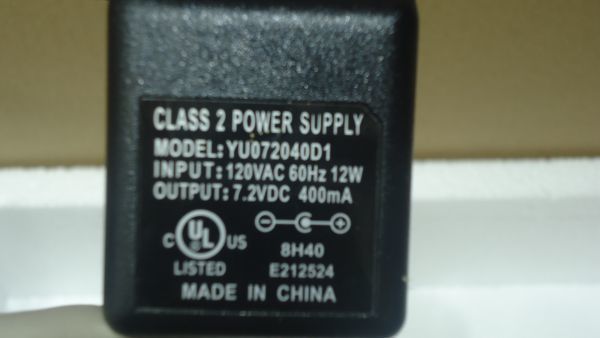 CLASS 2 POWER SUPPLY
MODEL: YU072040D1
INPUT: 120VAC 60Hz 12W
OUTPUT: 7.2VDC 400mA
C UL US
LISTED
8H40
E212524
MADE IN CHINA